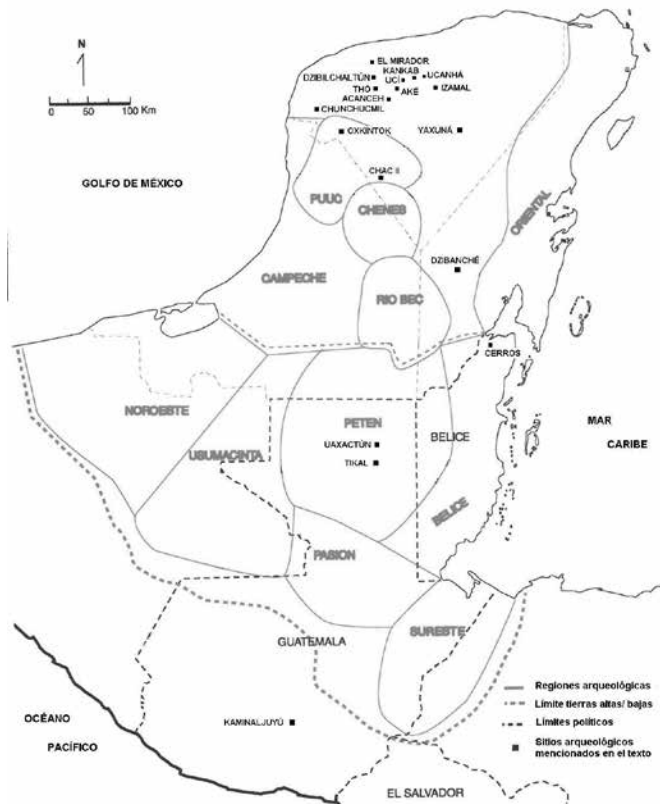 N
0 50 100 Km
EL MIRADOR
KANKAB
DZIBILCHALTÚN
UCÍ
UCANHÁ
THO
AKÉ
IZAMAL
ACANCEH
CHUNCHUCMIL
OXKINTOK
YAXUNÁ
GOLFO DE MÉXICO
CHAC II
PUUC
CHENES
ORIENTAL
DZIBANCHÉ
CAMPECHE
RIO BEC
CERROS
NOROESTE
PETEN
BELICE
MAR
CARIBE
UAXACTÚN
USUMACINTA
TIKAL
BELICE
PASION
GUATEMALA
SURESTE
Regiones arqueológicas
Límite tierras altas/ bajas
Límites políticos
Sitios arqueológicos
mencionados en el texto
OCÉANO
PACÍFICO
KAMINALJUYÚ
EL SALVADOR